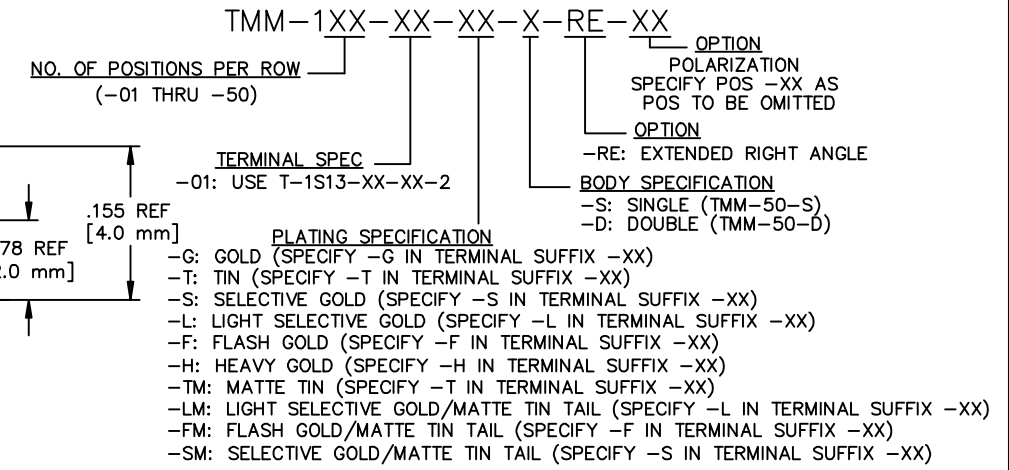 TMM-1XX-XX-XX-X-RE-XX
OPTION
POLARIZATION
SPECIFY POS -XX AS
POS TO BE OMITTED
NO. OF POSITIONS PER ROW
(-01 THRU -50)
OPTION
-RE: EXTENDED RIGHT ANGLE
TERMINAL SPEC
-01: USE T-1S13-XX-XX-2
BODY SPECIFICATION
-S: SINGLE (TMM-50-S)
-D: DOUBLE (TMM-50-D)
.155 REF
[4.0 mm]
78 REF
.0 mm]
PLATING SPECIFICATION
-G: GOLD (SPECIFY -G IN TERMINAL SUFFIX -XX)
-T: TIN (SPECIFY -T IN TERMINAL SUFFIX -XX)
-S: SELECTIVE GOLD (SPECIFY -S IN TERMINAL SUFFIX -XX)
-L: LIGHT SELECTIVE GOLD (SPECIFY -L IN TERMINAL SUFFIX -XX)
-F: FLASH GOLD (SPECIFY -F IN TERMINAL SUFFIX -XX)
-H: HEAVY GOLD (SPECIFY -H IN TERMINAL SUFFIX -XX)
-TM: MATTE TIN (SPECIFY -T IN TERMINAL SUFFIX -XX)
-LM: LIGHT SELECTIVE GOLD/MATTE TIN TAIL (SPECIFY -L IN TERMINAL SUFFIX -XX)
-FM: FLASH GOLD/MATTE TIN TAIL (SPECIFY -F IN TERMINAL SUFFIX -XX)
-SM: SELECTIVE GOLD/MATTE TIN TAIL (SPECIFY -S IN TERMINAL SUFFIX -XX)